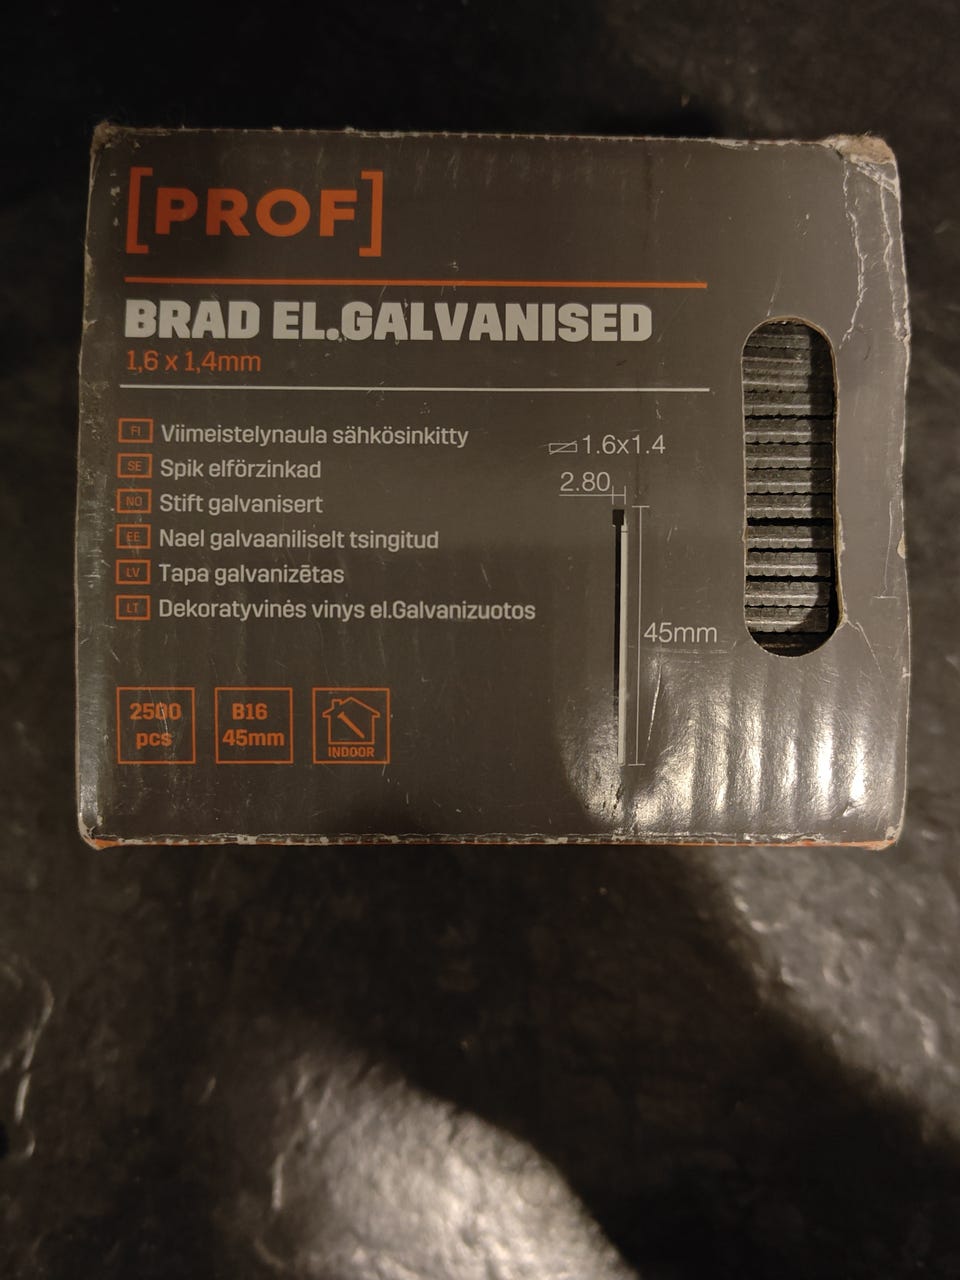 [PROF]
BRAD EL.GALVANISED
1,6 x 1,4mm
FI Viimeistelynaula sähkösinkitty
SE Spik elförzinkad
NO Stift galvanisert
EE Nael galvaaniliselt tsingitud
LV Tapa galvanizētas
LT Dekoratyvinės vinys el.Galvanizuotos
1.6x1.4
2.80
45mm
2500
pcs
B16
45mm
INDOOR